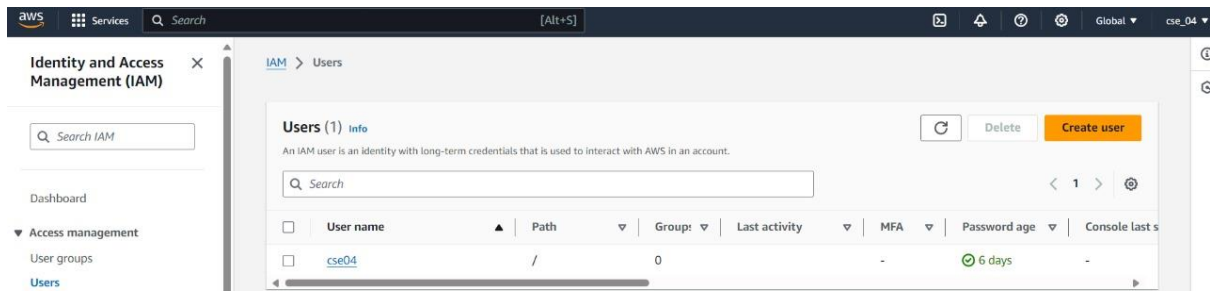 aws Services Search [Alt+S] Global cse_04
Identity and Access Management (IAM)
Search IAM
Dashboard
Access management
User groups
Users
IAM > Users
Users (1) Info
Delete
Create user
An IAM user is an identity with long-term credentials that is used to interact with AWS in an account.
Search
1
User name Path Group: Last activity MFA Password age Console last s
cse04 / 0 - 6 days -